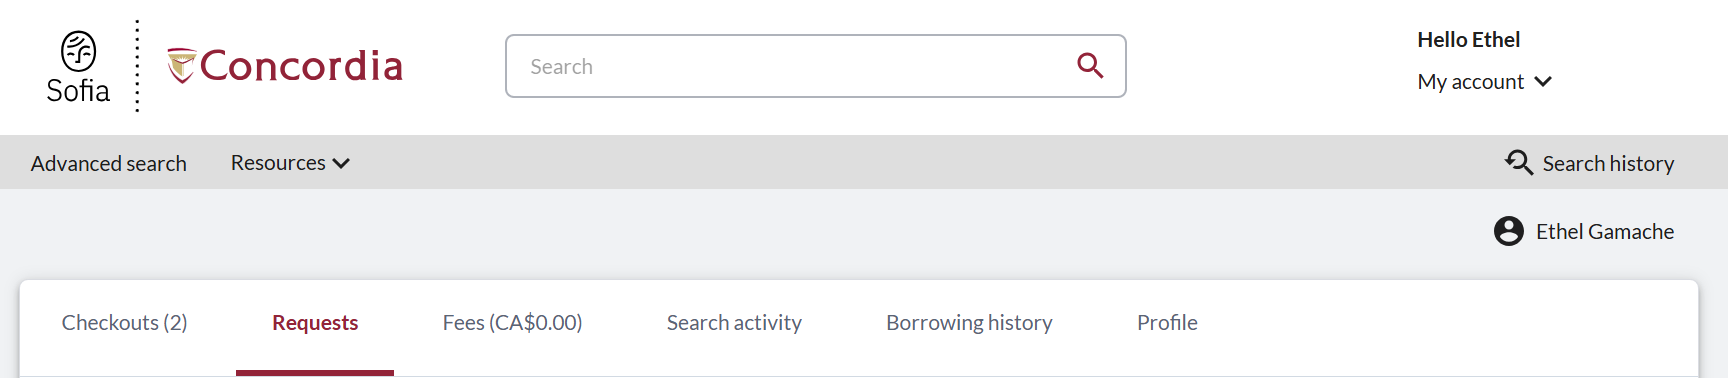 Sofia
Concordia
Search
Hello Ethel
My account
Advanced search
Resources
Search history
Ethel Gamache
Checkouts (2)
Requests
Fees (CA$0.00)
Search activity
Borrowing history
Profile